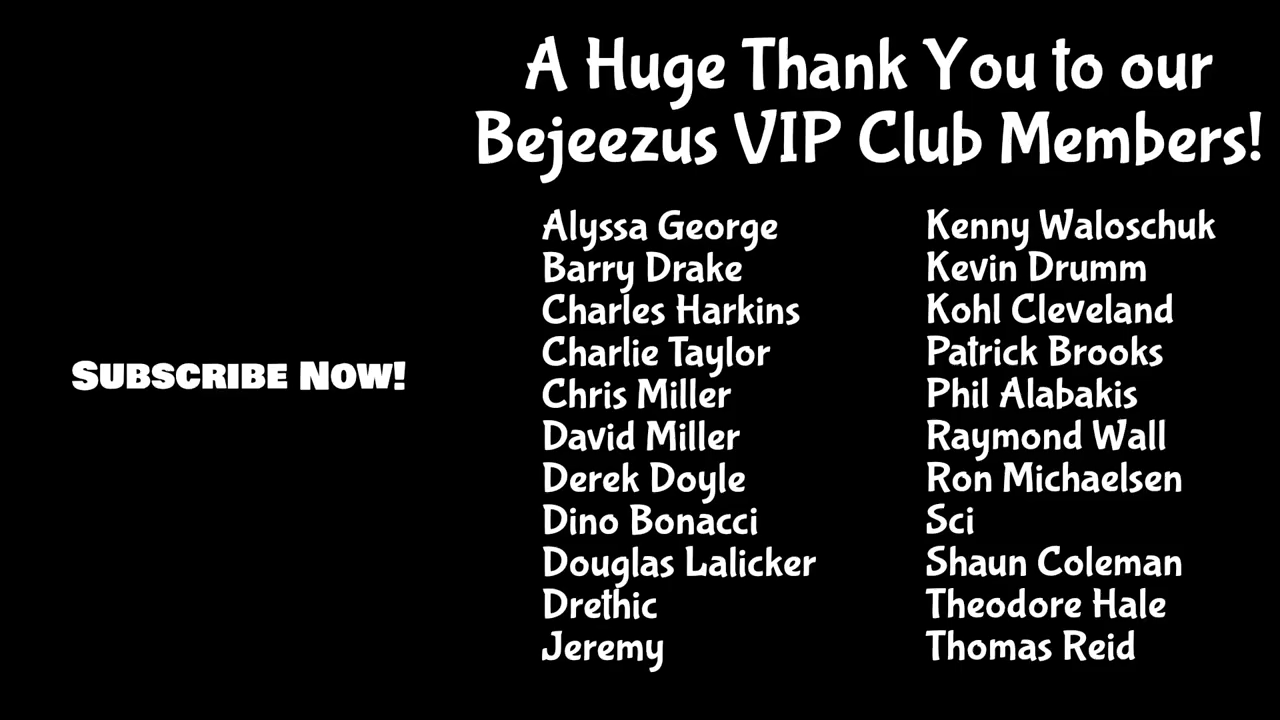 A Huge Thank You to our
Bejeezus VIP Club Members!
Subscribe Now!
Alyssa George
Barry Drake
Charles Harkins
Charlie Taylor
Chris Miller
David Miller
Derek Doyle
Dino Bonacci
Douglas Lalicker
Drethic
Jeremy
Kenny Waloschuk
Kevin Drumm
Kohl Cleveland
Patrick Brooks
Phil Alabakis
Raymond Wall
Ron Michaelsen
Sci
Shaun Coleman
Theodore Hale
Thomas Reid